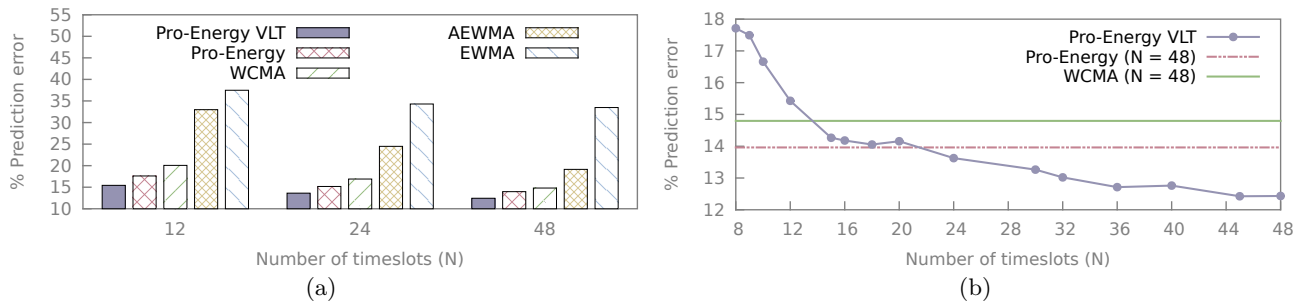 % Prediction error
55
50
45
40
35
30
25
20
15
10
Pro-Energy VLT
Pro-Energy
WCMA
AEWMA
EWMA
12
24
48
Number of timeslots (N)
(a)
% Prediction error
18
17
16
15
14
13
12
Pro-Energy VLT
Pro-Energy (N = 48)
WCMA (N = 48)
8 12 16 20 24 28 32 36 40 44 48
Number of timeslots (N)
(b)